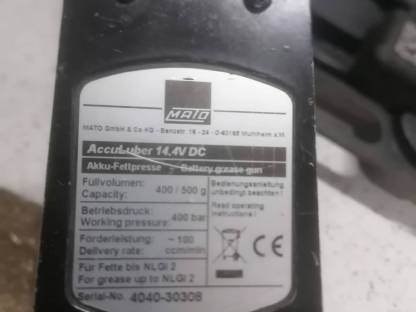 MATO
MATO GmbH & Co KG - Benzstr. 16 - 24 - D-63165 Mühlheim a.M.
AccuLuber 14.4V DC
Akku-Fettpresse Battery grease gun
Füllvolumen:
Capacity:
400 / 500 g
Betriebsdruck:
Working pressure:
400 bar
Förderleistung:
Delivery rate:
~ 100
ccm/min
Für Fette bis NLGI 2
For grease up to NLGI 2
Serial-No. 4040-30308
Bedienungsanleitung
unbedingt beachten !
Read operating
instructions !
CE